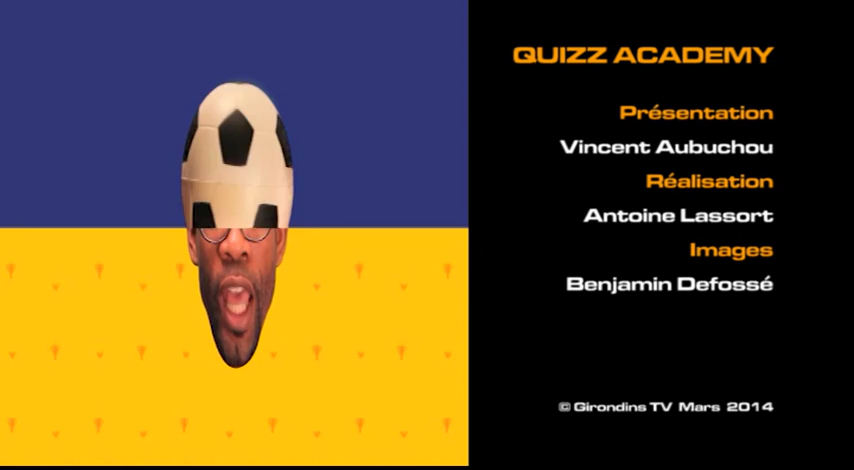 QUIZZ ACADEMY
Présentation
Vincent Aubuchou
Réalisation
Antoine Lassort
Images
Benjamin Defossé
© Girondins TV Mars 2014